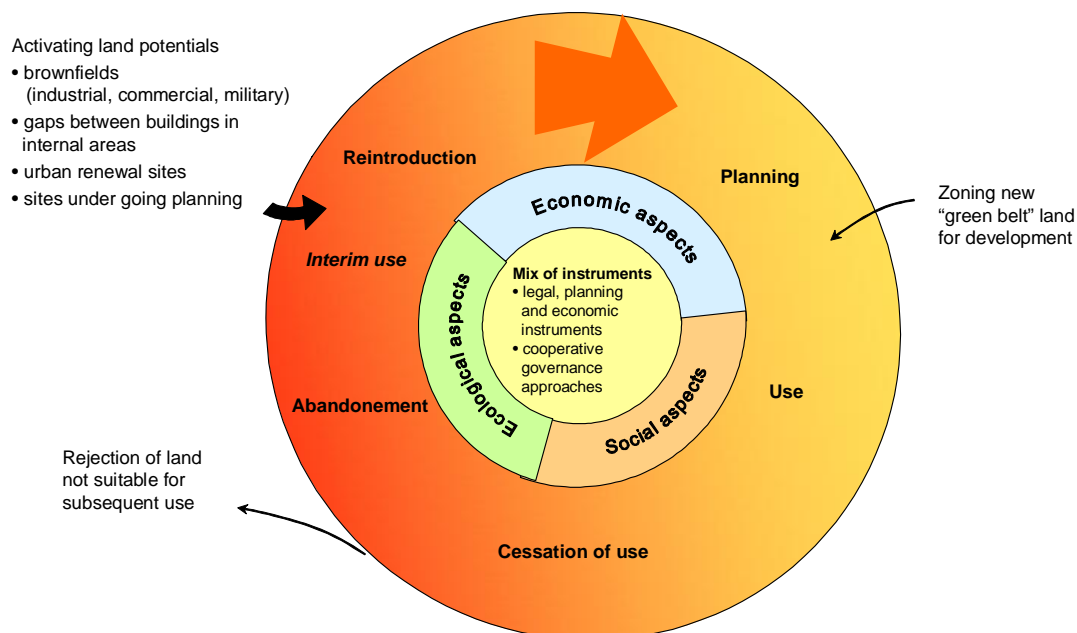 Activating land potentials
• brownfields
(industrial, commercial, military)
• gaps between buildings in
internal areas
• urban renewal sites
• sites under going planning
Reintroduction
Planning
Zoning new
“green belt” land
for development
Interim use
Economic aspects
Ecological aspects
Mix of instruments
• legal, planning
and economic
instruments
• cooperative
governance
approaches
Social aspects
Use
Abandonement
Rejection of land
not suitable for
subsequent use
Cessation of use